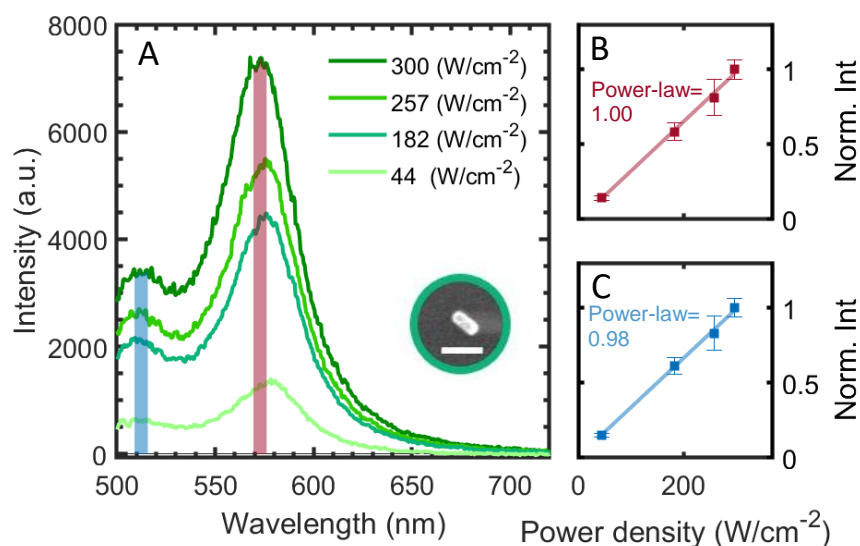 A
8000
6000
4000
2000
0
Intensity (a.u.)
500
550
600
650
700
Wavelength (nm)
300 (W/cm-2)
257 (W/cm-2)
182 (W/cm-2)
44 (W/cm-2)
B
Power-law=
1.00
1
0.5
0
Norm. Int
C
Power-law=
0.98
1
0.5
0
Norm. Int
0
200
Power density (W/cm-2)